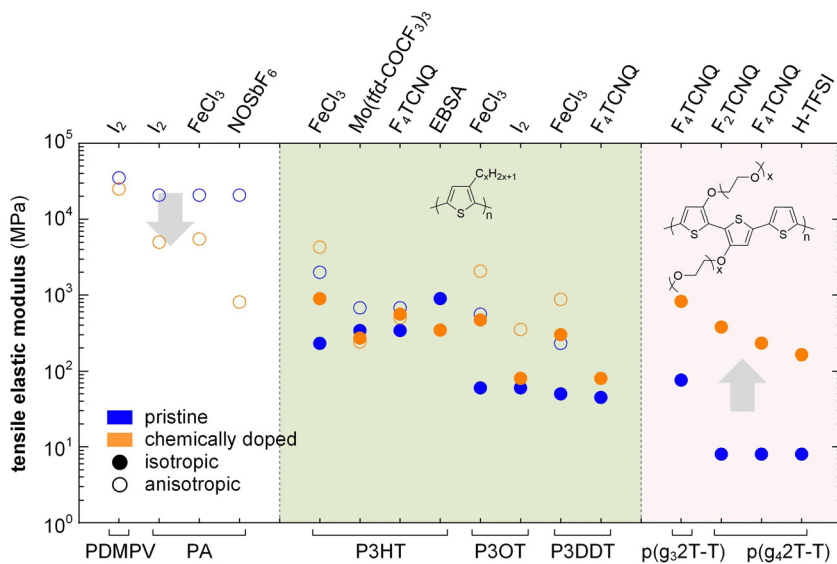 I2
I2
FeCl3
NOSbF6
FeCl3
Mo(tfd-COCF3)3
F4TCNQ
EBSA
FeCl3
I2
FeCl3
F4TCNQ
F4TCNQ
F2TCNQ
F4TCNQ
H-TFSI
tensile elastic modulus (MPa)
10^5
10^4
10^3
10^2
10^1
10^0
CxH2x+1
S
n
O
O
x
S
S
S
n
O
O
x
pristine
chemically doped
isotropic
anisotropic
PDMPV
PA
P3HT
P3OT
P3DDT
p(g32T-T)
p(g42T-T)